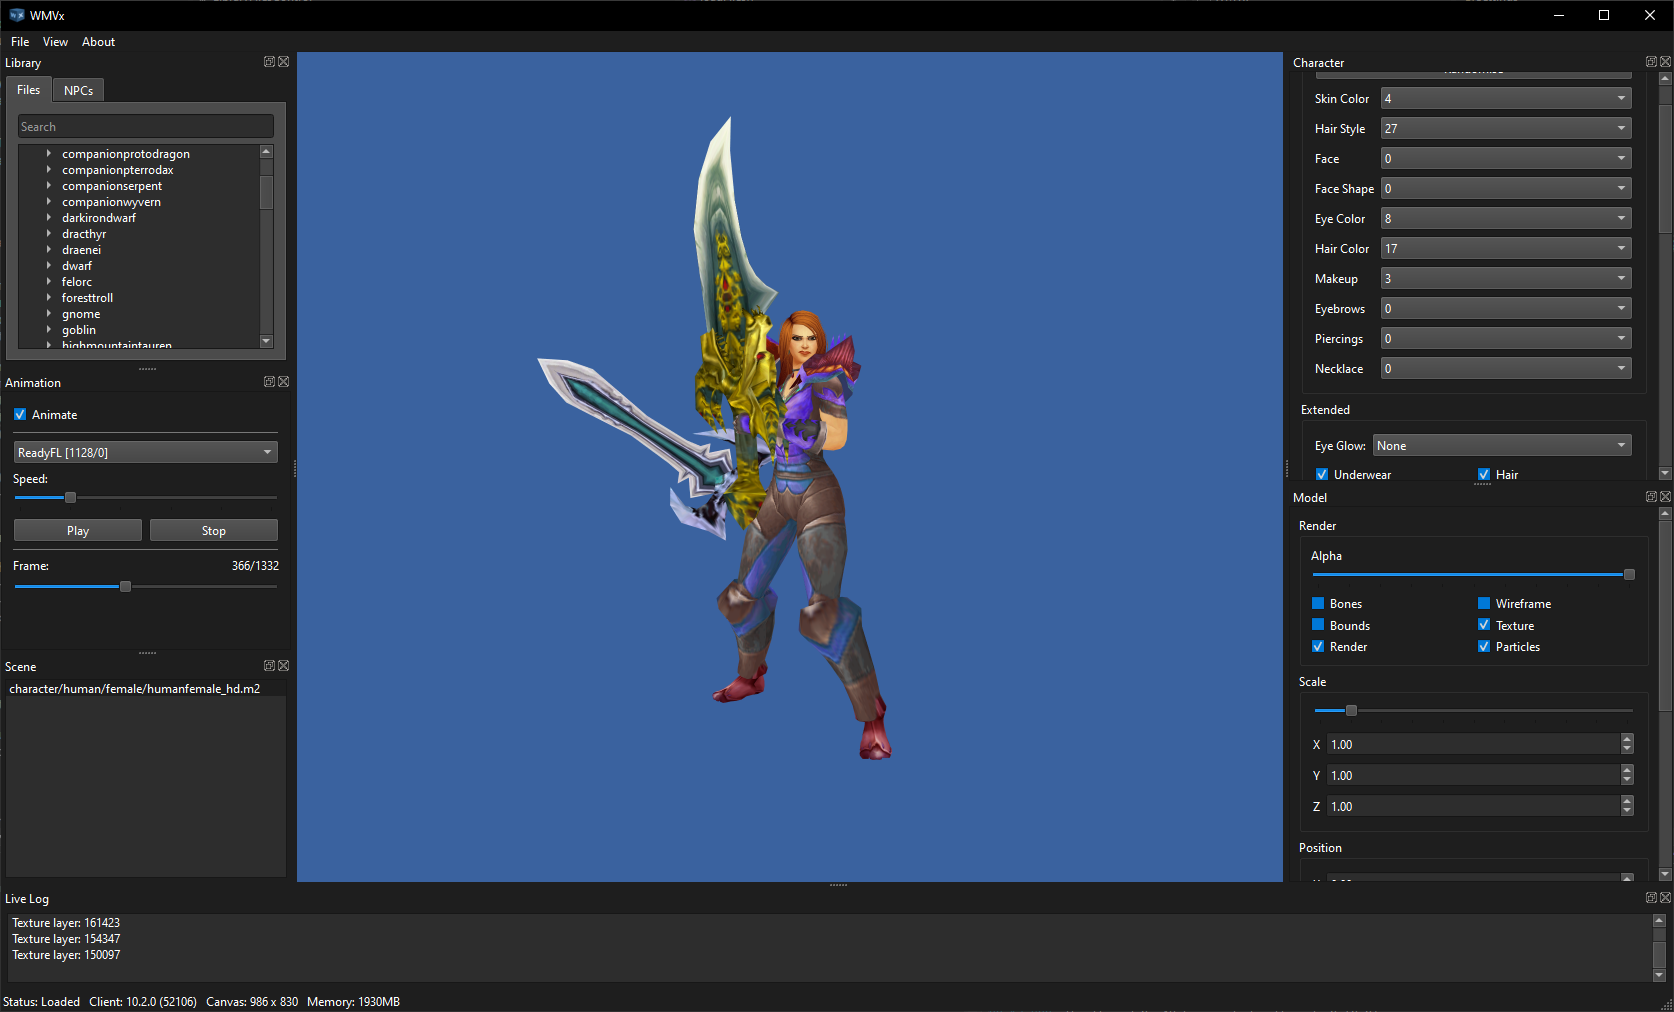 WMVx
File View About
Library
Files NPCs
Search
companionprotodragon
companionpterrodax
companionserpent
companionwyvern
darkirondwarf
dracthyr
draenei
dwarf
felorc
foresttroll
gnome
goblin
highmountaintauren
Animation
Animate
ReadyFL [1128/0]
Speed:
Play Stop
Frame: 366/1332
Scene
character/human/female/humanfemale_hd.m2
Character
Skin Color 4
Hair Style 27
Face 0
Face Shape 0
Eye Color 8
Hair Color 17
Makeup 3
Eyebrows 0
Piercings 0
Necklace 0
Extended
Eye Glow: None
Underwear Hair
Model
Render
Alpha
Bones Wireframe
Bounds Texture
Render Particles
Scale
X 1.00
Y 1.00
Z 1.00
Position
Live Log
Texture layer: 161423
Texture layer: 154347
Texture layer: 150097
Status: Loaded Client: 10.2.0 (52106) Canvas: 986 x 830 Memory: 1930MB